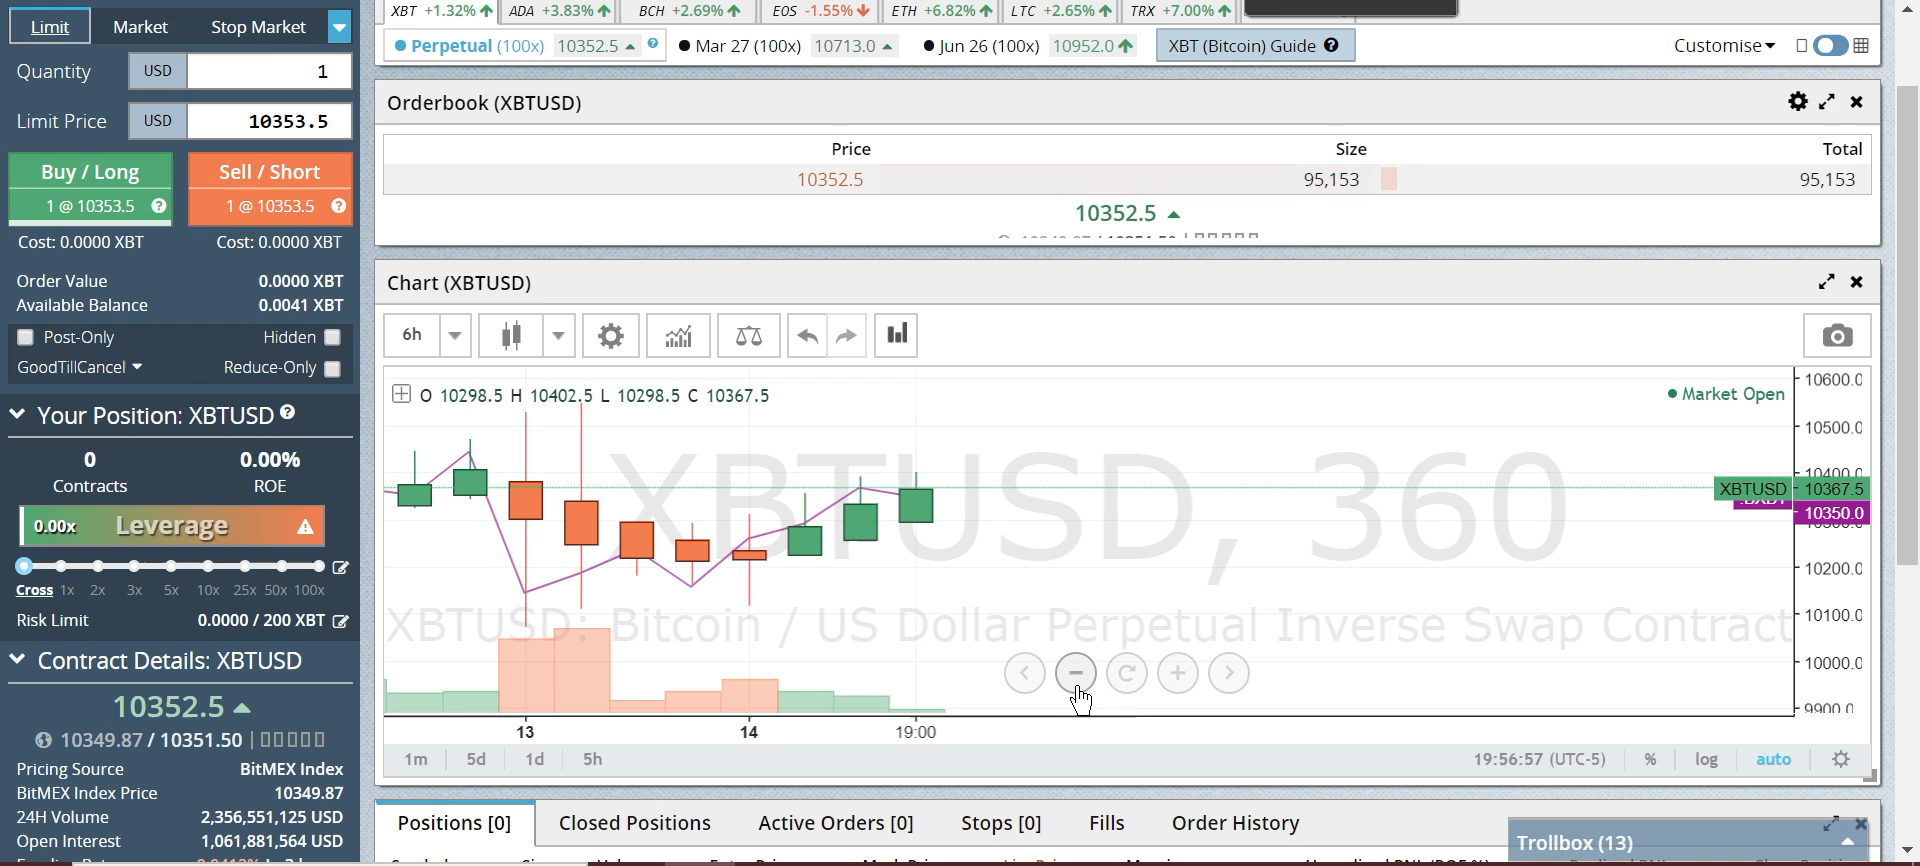 Limit Market Stop Market
Quantity USD 1
Limit Price USD 10353.5
Buy / Long Sell / Short
1 @ 10353.5 1 @ 10353.5
Cost: 0.0000 XBT Cost: 0.0000 XBT
Order Value 0.0000 XBT
Available Balance 0.0041 XBT
Post-Only Hidden
GoodTillCancel Reduce-Only
Your Position: XBTUSD
0 0.00%
Contracts ROE
0.00x Leverage
Cross 1x 2x 3x 5x 10x 25x 50x 100x
Risk Limit 0.0000 / 200 XBT
Contract Details: XBTUSD
10352.5
10349.87 / 10351.50
Pricing Source BitMEX Index
BitMEX Index Price 10349.87
24H Volume 2,356,551,125 USD
Open Interest 1,061,881,564 USD
XBT +1.32% ADA +3.83% BCH +2.69% EOS -1.55% ETH +6.82% LTC +2.65% TRX +7.00%
Perpetual (100x) 10352.5 Mar 27 (100x) 10713.0 Jun 26 (100x) 10952.0 XBT (Bitcoin) Guide Customise
Orderbook (XBTUSD)
Price Size Total
10352.5 95,153 95,153
10352.5
Chart (XBTUSD)
6h
O 10298.5 H 10402.5 L 10298.5 C 10367.5
Market Open
XBTUSD, 360
XBTUSD: Bitcoin / US Dollar Perpetual Inverse Swap Contract
10600.0
10500.0
10400.0
XBTUSD 10367.5
10350.0
10200.0
10100.0
10000.0
9900.0
13 14 19:00
1m 5d 1d 5h 19:56:57 (UTC-5) % log auto
Positions [0] Closed Positions Active Orders [0] Stops [0] Fills Order History
Trollbox (13)